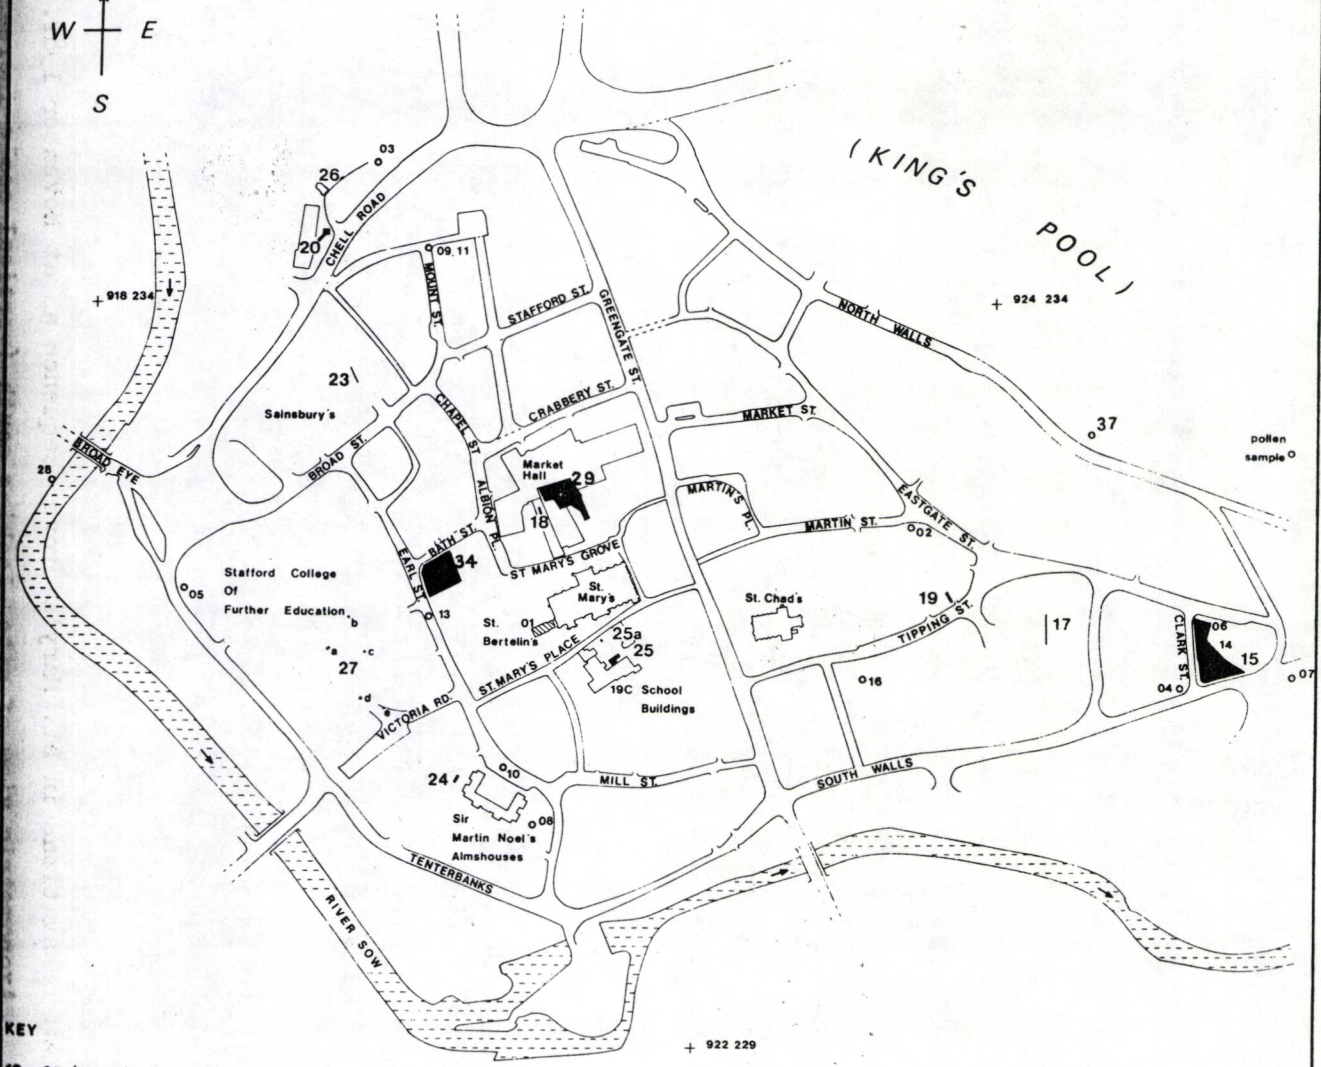 W E
S
(KING'S
POOL)
03
26
CHELL ROAD
20
09, 11
MOUNT ST.
918 234
924 234
STAFFORD ST.
GREENGATE ST.
NORTH WALLS
23
Sainsbury's
CHAPEL ST
CRABBERY ST.
MARKET ST.
37
pollen
sample
BROAD EYE
28
BROAD ST.
Market
Hall
29
ALBION PL.
18
MARTIN'S PL.
MARTIN ST.
EASTGATE ST.
02
BATH ST.
34
EARL ST.
ST MARY'S GROVE
Stafford College
Of
Further Education
05
b
a
c
27
d
e
13
St. 01
Bertelin's
St.
Mary's
ST. MARY'S PLACE
25a
25
19C School
Buildings
St. Chad's
19
TIPPING ST.
17
16
CLARK ST.
06
14
15
04
07
VICTORIA RD.
24
10
MILL ST.
SOUTH WALLS
08
Sir
Martin Noel's
Almshouses
TENTERBANKS
RIVER SOW
KEY
922 229